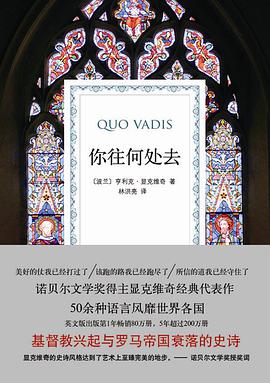 QUO VADIS
你往何处去
〔波兰〕亨利克·显克维奇 著
林洪亮 译
美好的仗我已经打过了/该跑的路我已经跑尽了/所信的道我已经守住了
诺贝尔文学奖得主显克维奇经典代表作
50余种语言风靡世界各国
英文版出版第1年畅销80万册，5年超过200万册
基督教兴起与罗马帝国衰落的史诗
显克维奇的史诗风格达到了艺术上至臻完美的地步。——诺贝尔文学奖授奖词